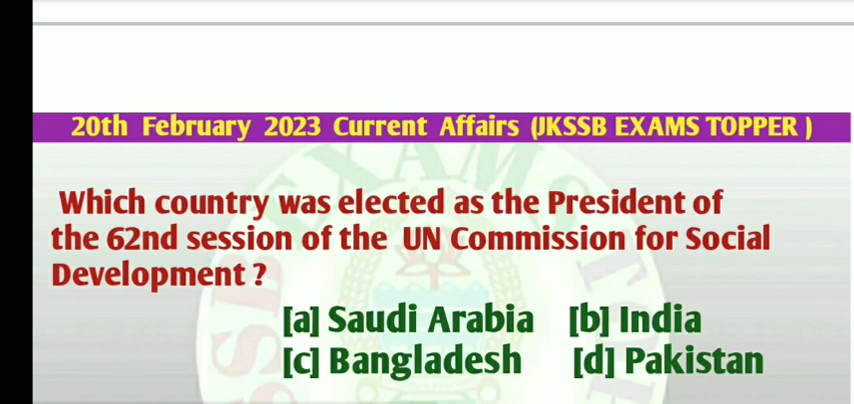 20th February 2023 Current Affairs (JKSSB EXAMS TOPPER )
Which country was elected as the President of
the 62nd session of the UN Commission for Social
Development ?
[a] Saudi Arabia [b] India
[c] Bangladesh [d] Pakistan